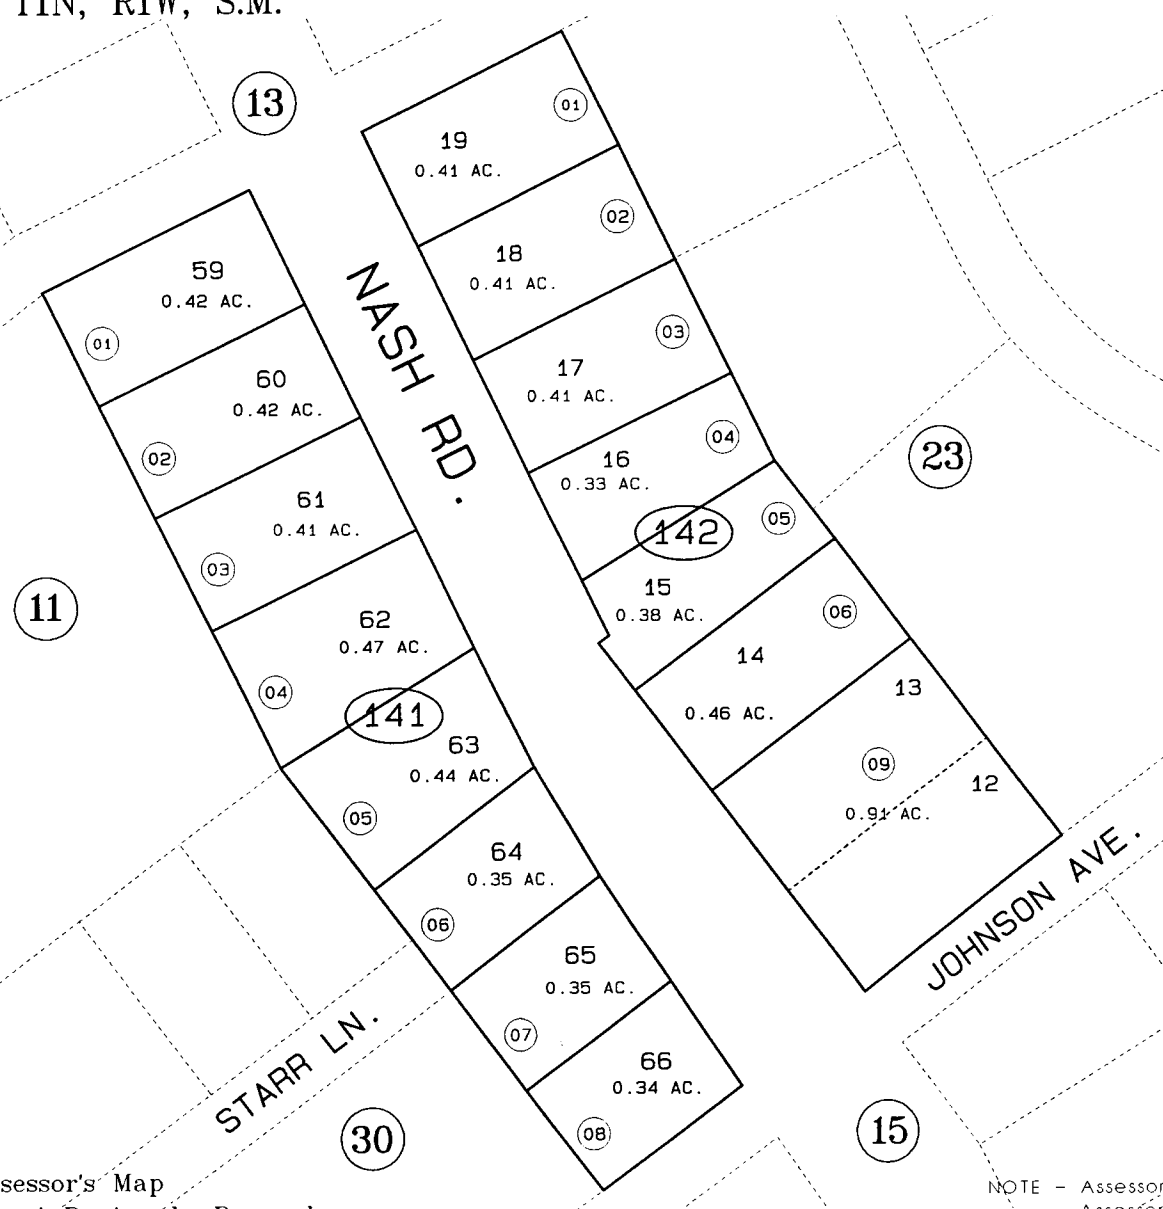 T1N, R1W, S.M.
13
01
19
0.41 AC.
02
18
0.41 AC.
59
0.42 AC.
01
NASH RD.
03
17
0.41 AC.
60
0.42 AC.
02
04
16
0.33 AC.
23
61
0.41 AC.
03
142
05
15
0.38 AC.
11
62
0.47 AC.
04
06
14
0.46 AC.
13
141
63
0.44 AC.
05
09
0.91 AC.
12
64
0.35 AC.
06
JOHNSON AVE.
65
0.35 AC.
07
STARR LN.
66
0.34 AC.
08
30
15
sessor's Map
NOTE - Assessor